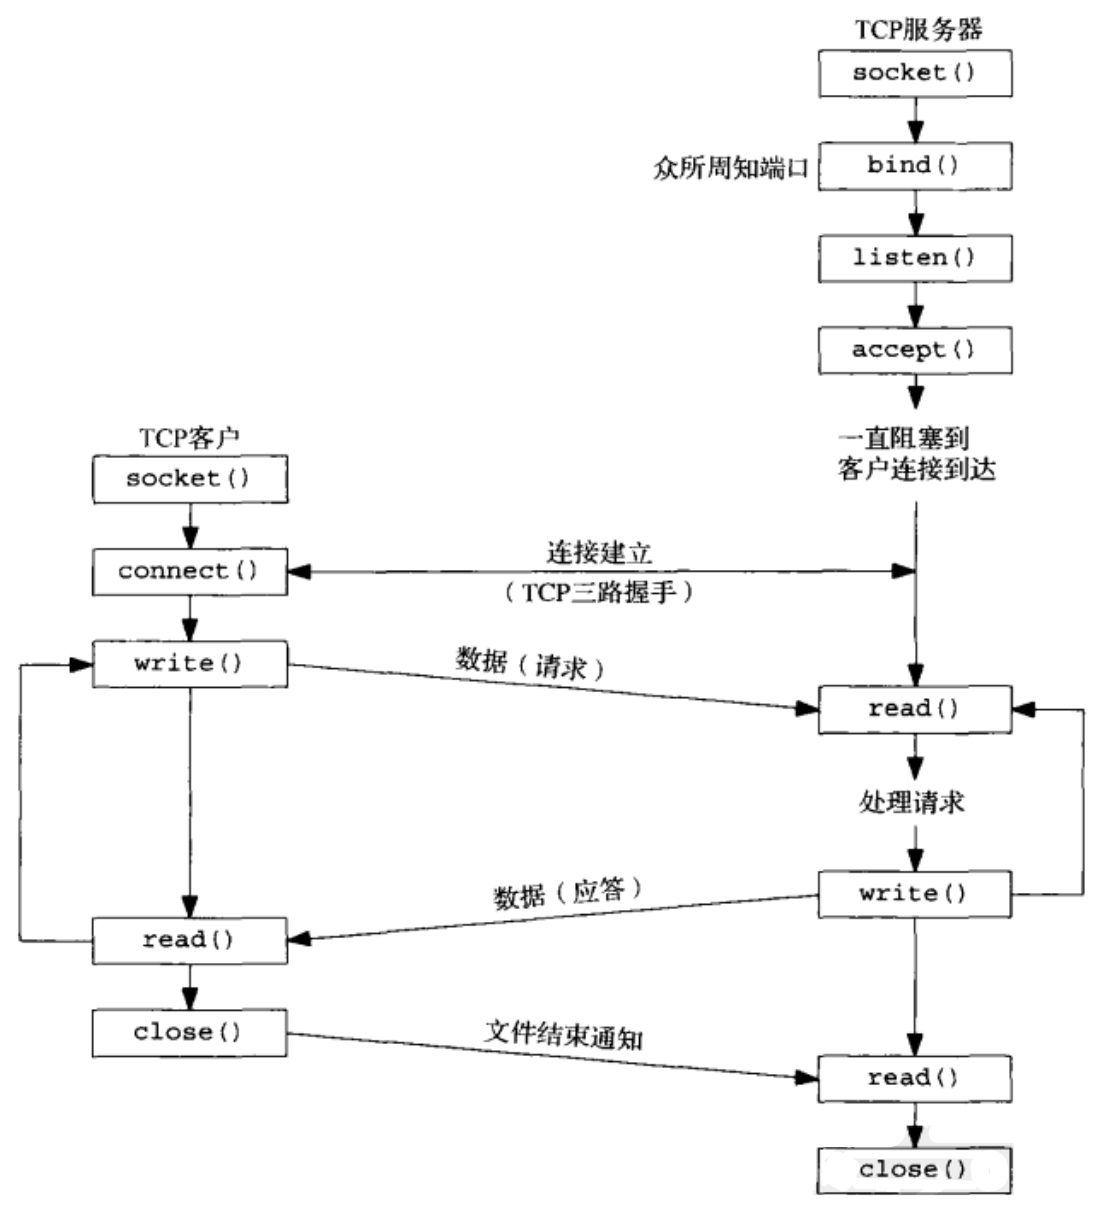 TCP服务器
socket()
众所周知端口
bind()
listen()
accept()
一直阻塞到
客户连接到达
TCP客户
socket()
connect()
连接建立
（TCP三路握手）
write()
数据（请求）
read()
处理请求
write()
数据（应答）
read()
close()
文件结束通知
read()
close()